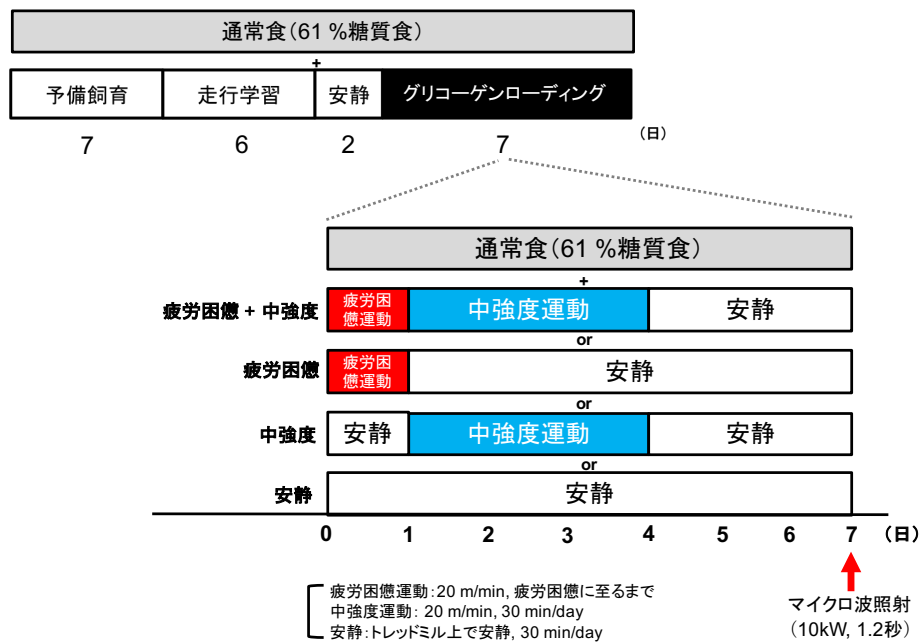 通常食(61 %糖質食)
+
予備飼育 走行学習 安静 グリコーゲンローディング
7 6 2 7 (日)
通常食(61 %糖質食)
+
疲労困憊 + 中強度 疲労困
憊運動 中強度運動 安静
or
疲労困憊 疲労困
憊運動 安静
or
中強度 安静 中強度運動 安静
or
安静 安静
0 1 2 3 4 5 6 7 (日)
疲労困憊運動:20 m/min, 疲労困憊に至るまで
中強度運動: 20 m/min, 30 min/day
安静:トレッドミル上で安静, 30 min/day
マイクロ波照射
(10kW, 1.2秒)